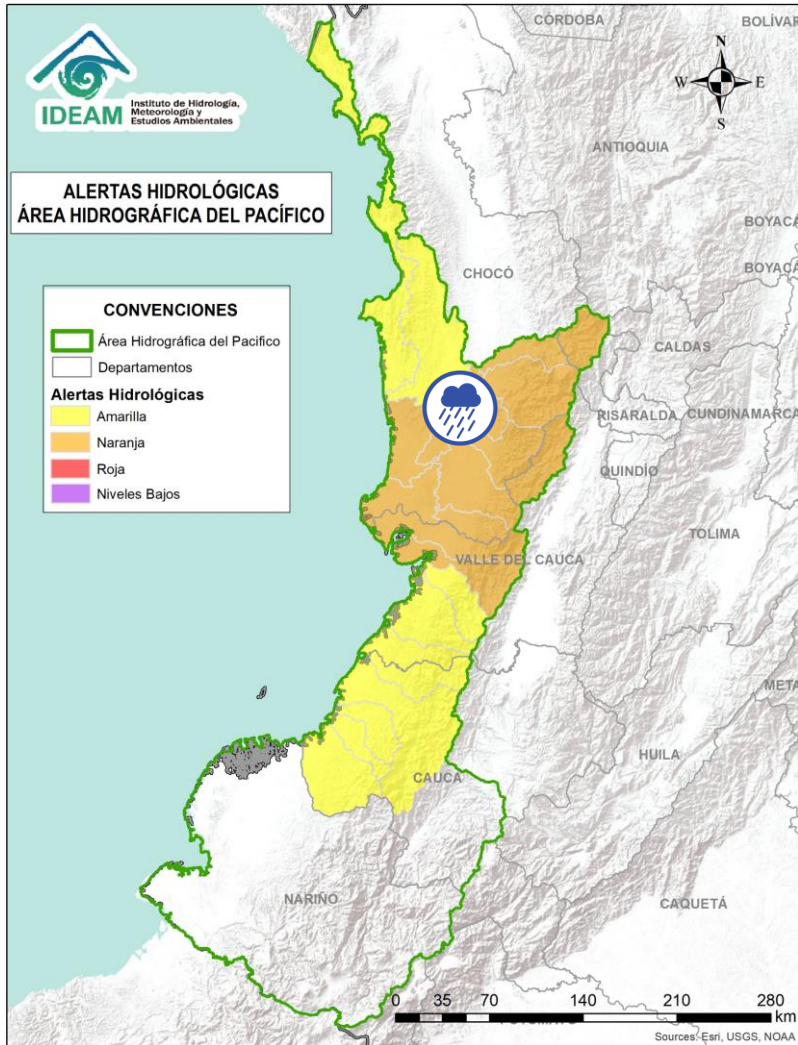 IDEAM
Instituto de Hidrología,
Meteorología y
Estudios Ambientales
ALERTAS HIDROLÓGICAS
ÁREA HIDROGRÁFICA DEL PACÍFICO
CONVENCIONES
Área Hidrográfica del Pacifico
Departamentos
Alertas Hidrológicas
Amarilla
Naranja
Roja
Niveles Bajos
N
W E
S
CÓRDOBA
BOLÍVAR
ANTIOQUIA
BOYACÁ
CHOCÓ
BOYACÁ
CALDAS
RISARALDA
CUNDINAMARCA
QUINDÍO
TOLIMA
VALLE DEL CAUCA
META
HUILA
CAUCA
NARIÑO
CAQUETÁ
0 35 70 140 210 280
km
Sources: Esri, USGS, NOAA